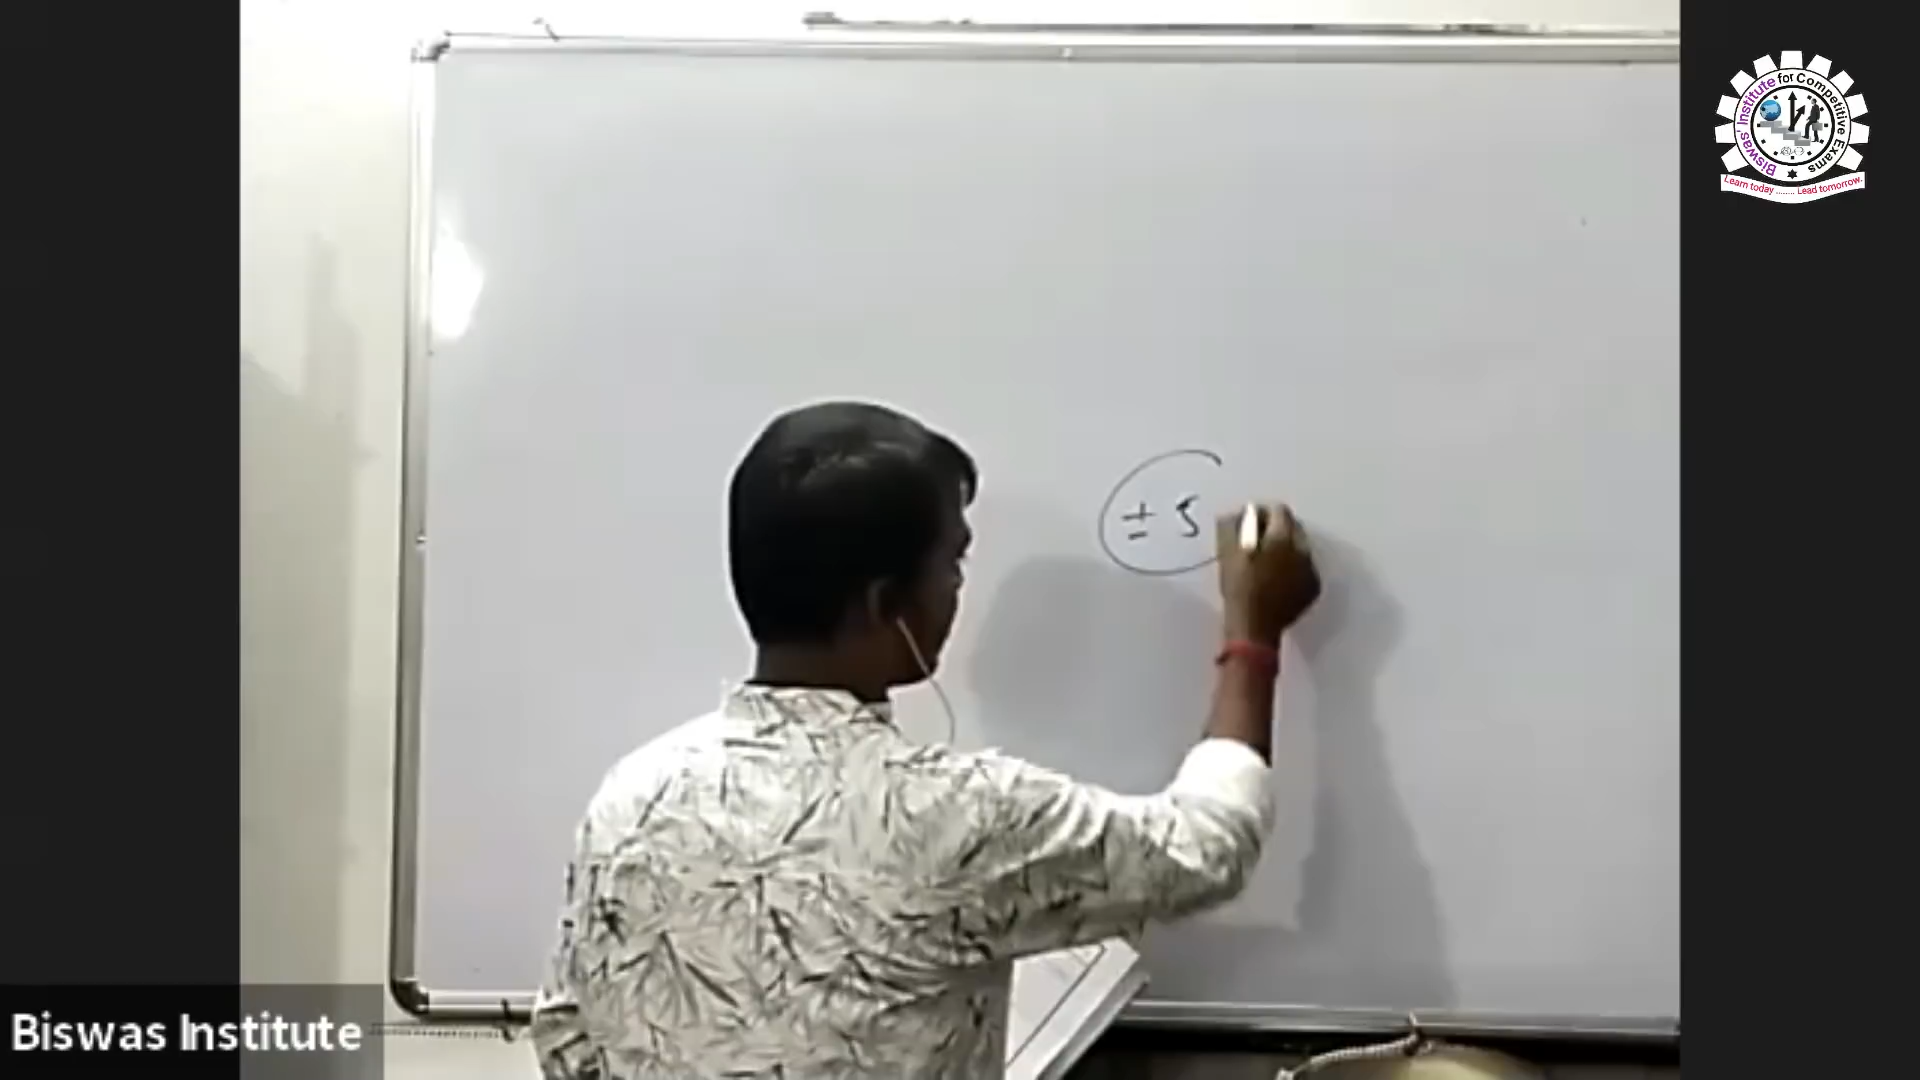 ± 5
Biswas' Institute for Competitive Exams
Learn today ........ Lead tomorrow.
Biswas Institute